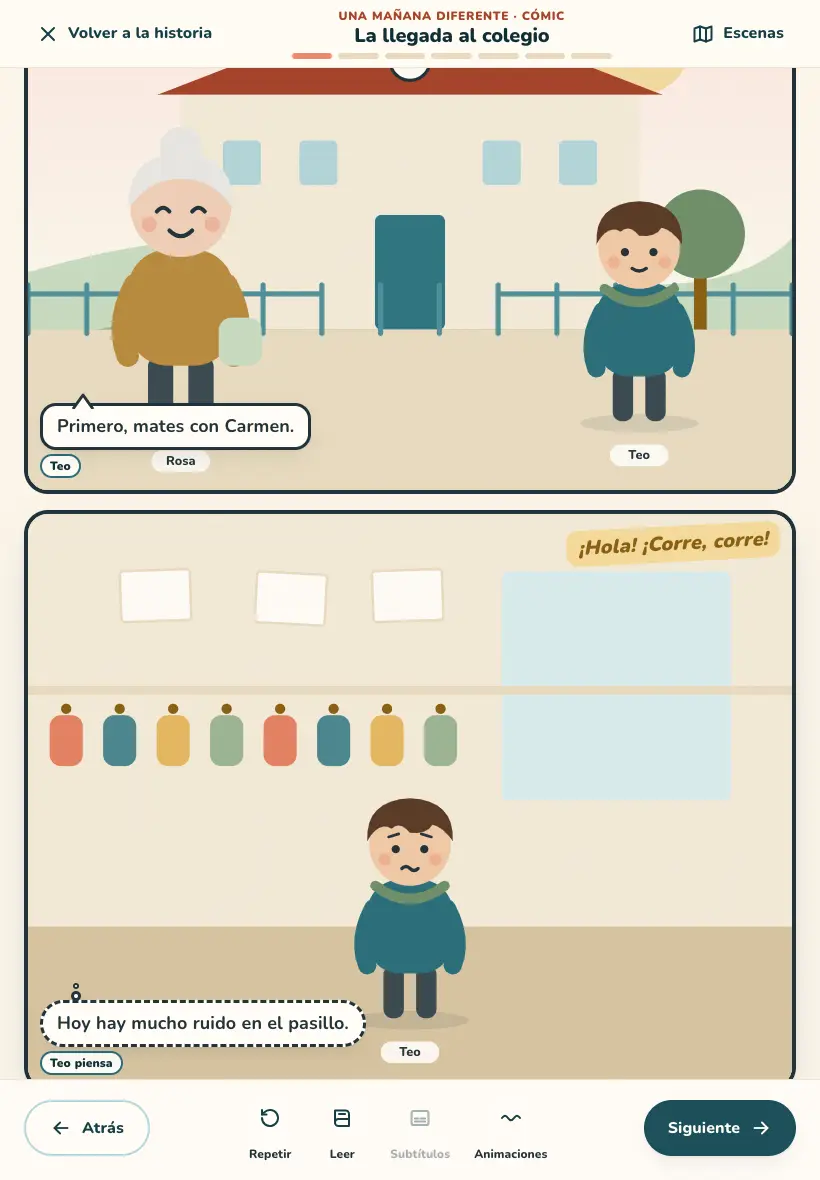 Volver a la historia
UNA MAÑANA DIFERENTE · CÓMIC
La llegada al colegio
Escenas
Primero, mates con Carmen.
Teo
Rosa
Teo
¡Hola! ¡Corre, corre!
Hoy hay mucho ruido en el pasillo.
Teo piensa
Teo
Atrás
Repetir
Leer
Subtítulos
Animaciones
Siguiente